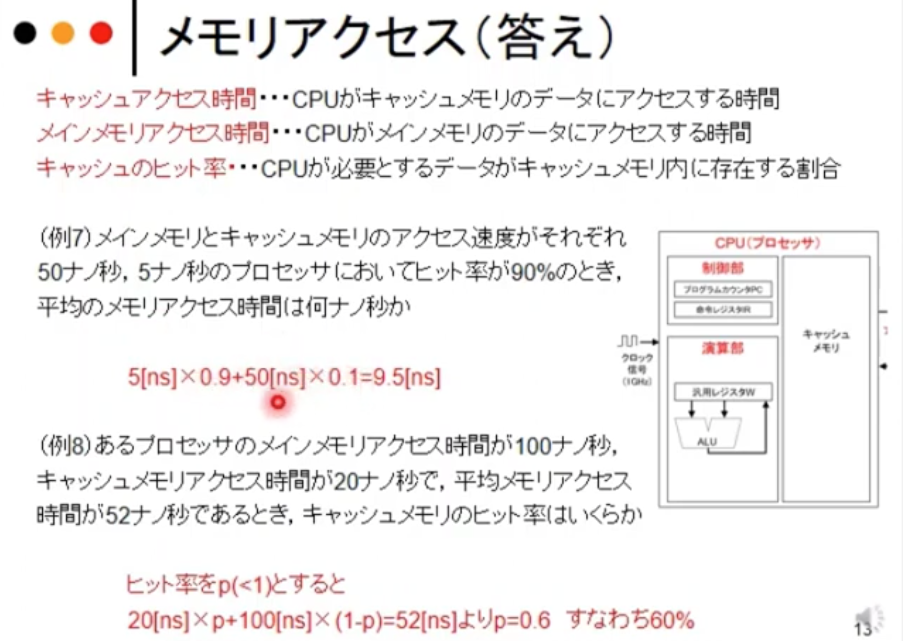 メモリアクセス(答え)
キャッシュアクセス時間・・・CPUがキャッシュメモリのデータにアクセスする時間
メインメモリアクセス時間・・・CPUがメインメモリのデータにアクセスする時間
キャッシュのヒット率・・・CPUが必要とするデータがキャッシュメモリ内に存在する割合
(例7)メインメモリとキャッシュメモリのアクセス速度がそれぞれ
50ナノ秒,5ナノ秒のプロセッサにおいてヒット率が90%のとき,
平均のメモリアクセス時間は何ナノ秒か
5[ns]×0.9+50[ns]×0.1=9.5[ns]
(例8)あるプロセッサのメインメモリアクセス時間が100ナノ秒,
キャッシュメモリアクセス時間が20ナノ秒で,平均メモリアクセス
時間が52ナノ秒であるとき,キャッシュメモリのヒット率はいくらか
ヒット率をp(<1)とすると
20[ns]×p+100[ns]×(1-p)=52[ns]よりp=0.6 すなわち60%
CPU(プロセッサ)
制御部
プログラムカウンタPC
命令レジスタIR
演算部
汎用レジスタW
ALU
キャッシュ
メモリ
クロック
信号
(1GHz)
13